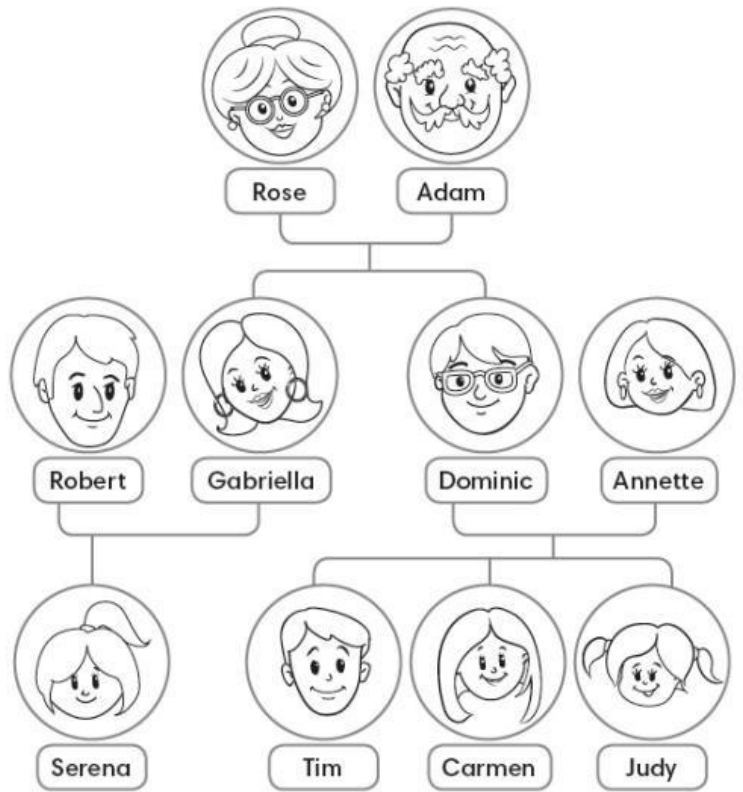 Rose
Adam
Robert
Gabriella
Dominic
Annette
Serena
Tim
Carmen
Judy